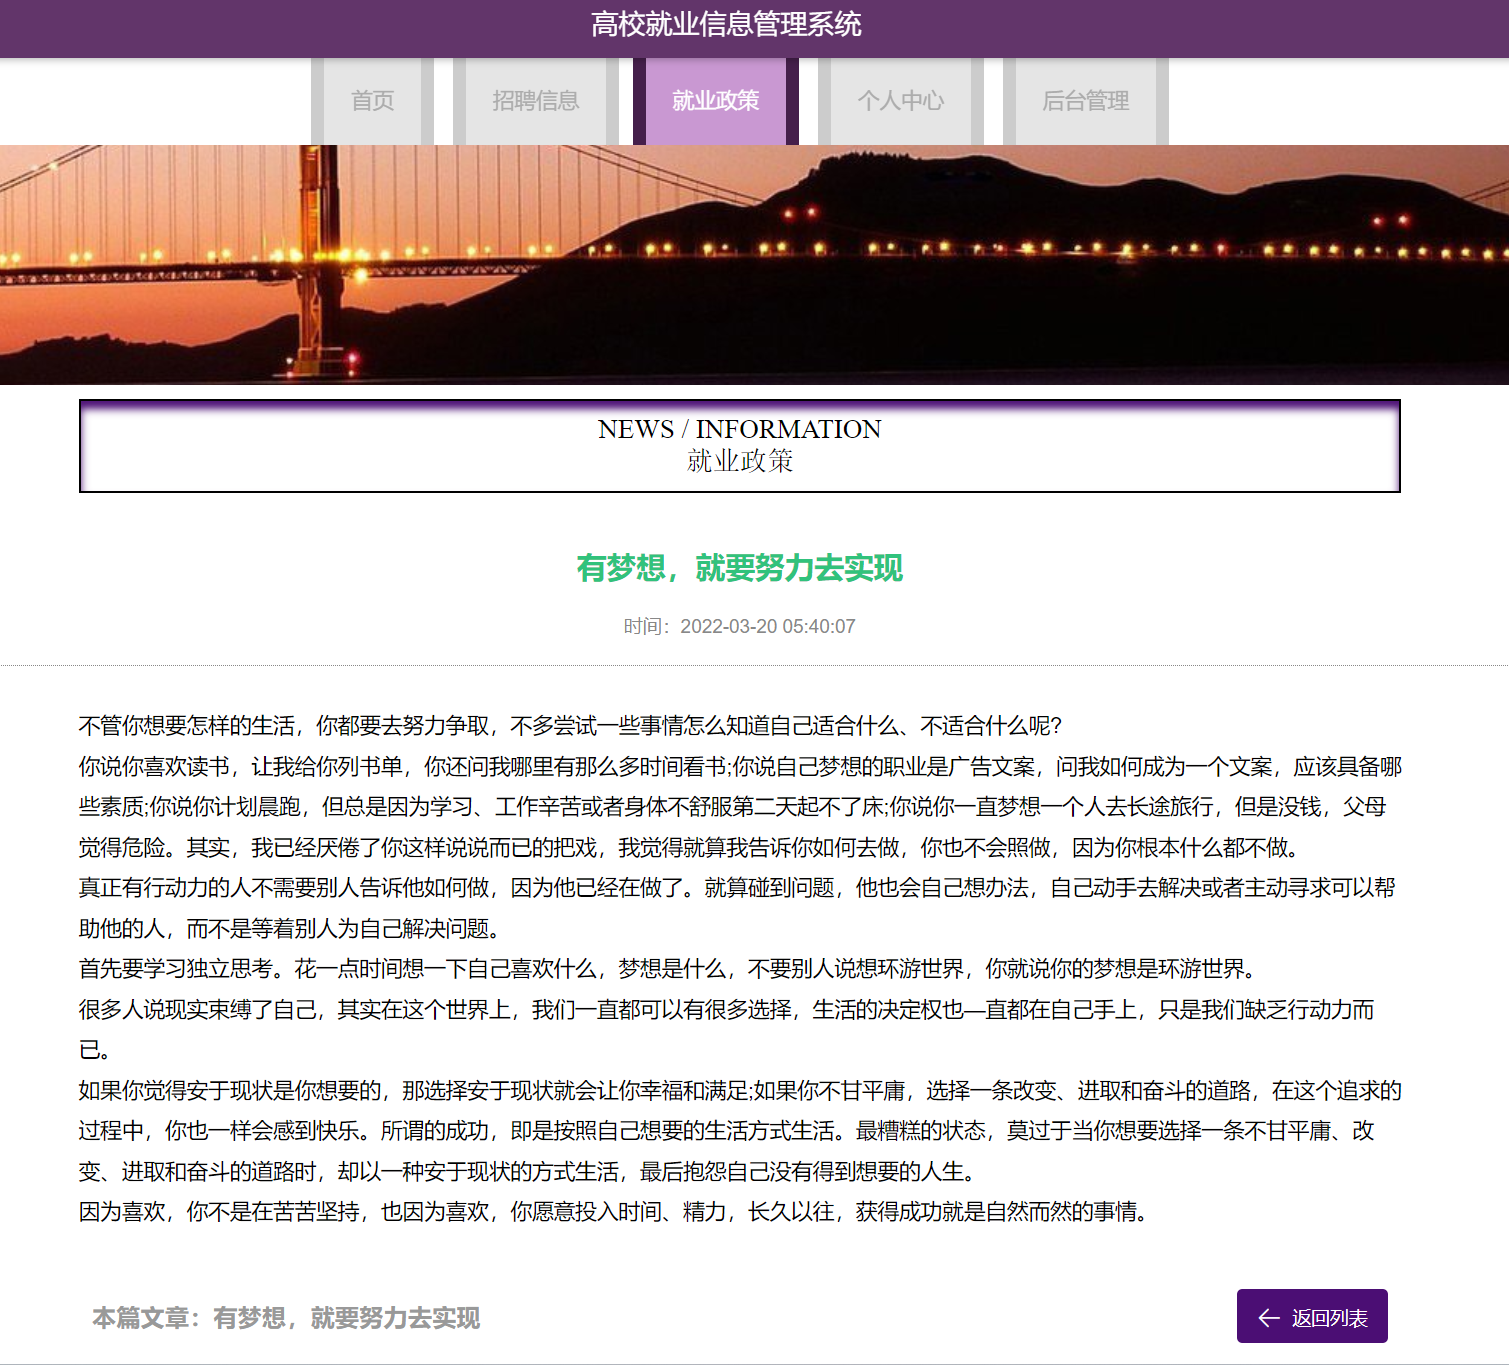 高校就业信息管理系统
首页 招聘信息 就业政策 个人中心 后台管理
NEWS / INFORMATION
就业政策
有梦想，就要努力去实现
时间：2022-03-20 05:40:07
不管你想要怎样的生活，你都要去努力争取，不多尝试一些事情怎么知道自己适合什么、不适合什么呢?
你说你喜欢读书，让我给你列书单，你还问我哪里有那么多时间看书;你说自己梦想的职业是广告文案，问我如何成为一个文案，应该具备哪
些素质;你说你计划晨跑，但总是因为学习、工作辛苦或者身体不舒服第二天起不了床;你说你一直梦想一个人去长途旅行，但是没钱，父母
觉得危险。其实，我已经厌倦了你这样说说而已的把戏，我觉得就算我告诉你如何去做，你也不会照做，因为你根本什么都不做。
真正有行动力的人不需要别人告诉他如何做，因为他已经在做了。就算碰到问题，他也会自己想办法，自己动手去解决或者主动寻求可以帮
助他的人，而不是等着别人为自己解决问题。
首先要学习独立思考。花一点时间想一下自己喜欢什么，梦想是什么，不要别人说想环游世界，你就说你的梦想是环游世界。
很多人说现实束缚了自己，其实在这个世界上，我们一直都可以有很多选择，生活的决定权也—直都在自己手上，只是我们缺乏行动力而
已。
如果你觉得安于现状是你想要的，那选择安于现状就会让你幸福和满足;如果你不甘平庸，选择一条改变、进取和奋斗的道路，在这个追求的
过程中，你也一样会感到快乐。所谓的成功，即是按照自己想要的生活方式生活。最糟糕的状态，莫过于当你想要选择一条不甘平庸、改
变、进取和奋斗的道路时，却以一种安于现状的方式生活，最后抱怨自己没有得到想要的人生。
因为喜欢，你不是在苦苦坚持，也因为喜欢，你愿意投入时间、精力，长久以往，获得成功就是自然而然的事情。
本篇文章：有梦想，就要努力去实现
返回列表